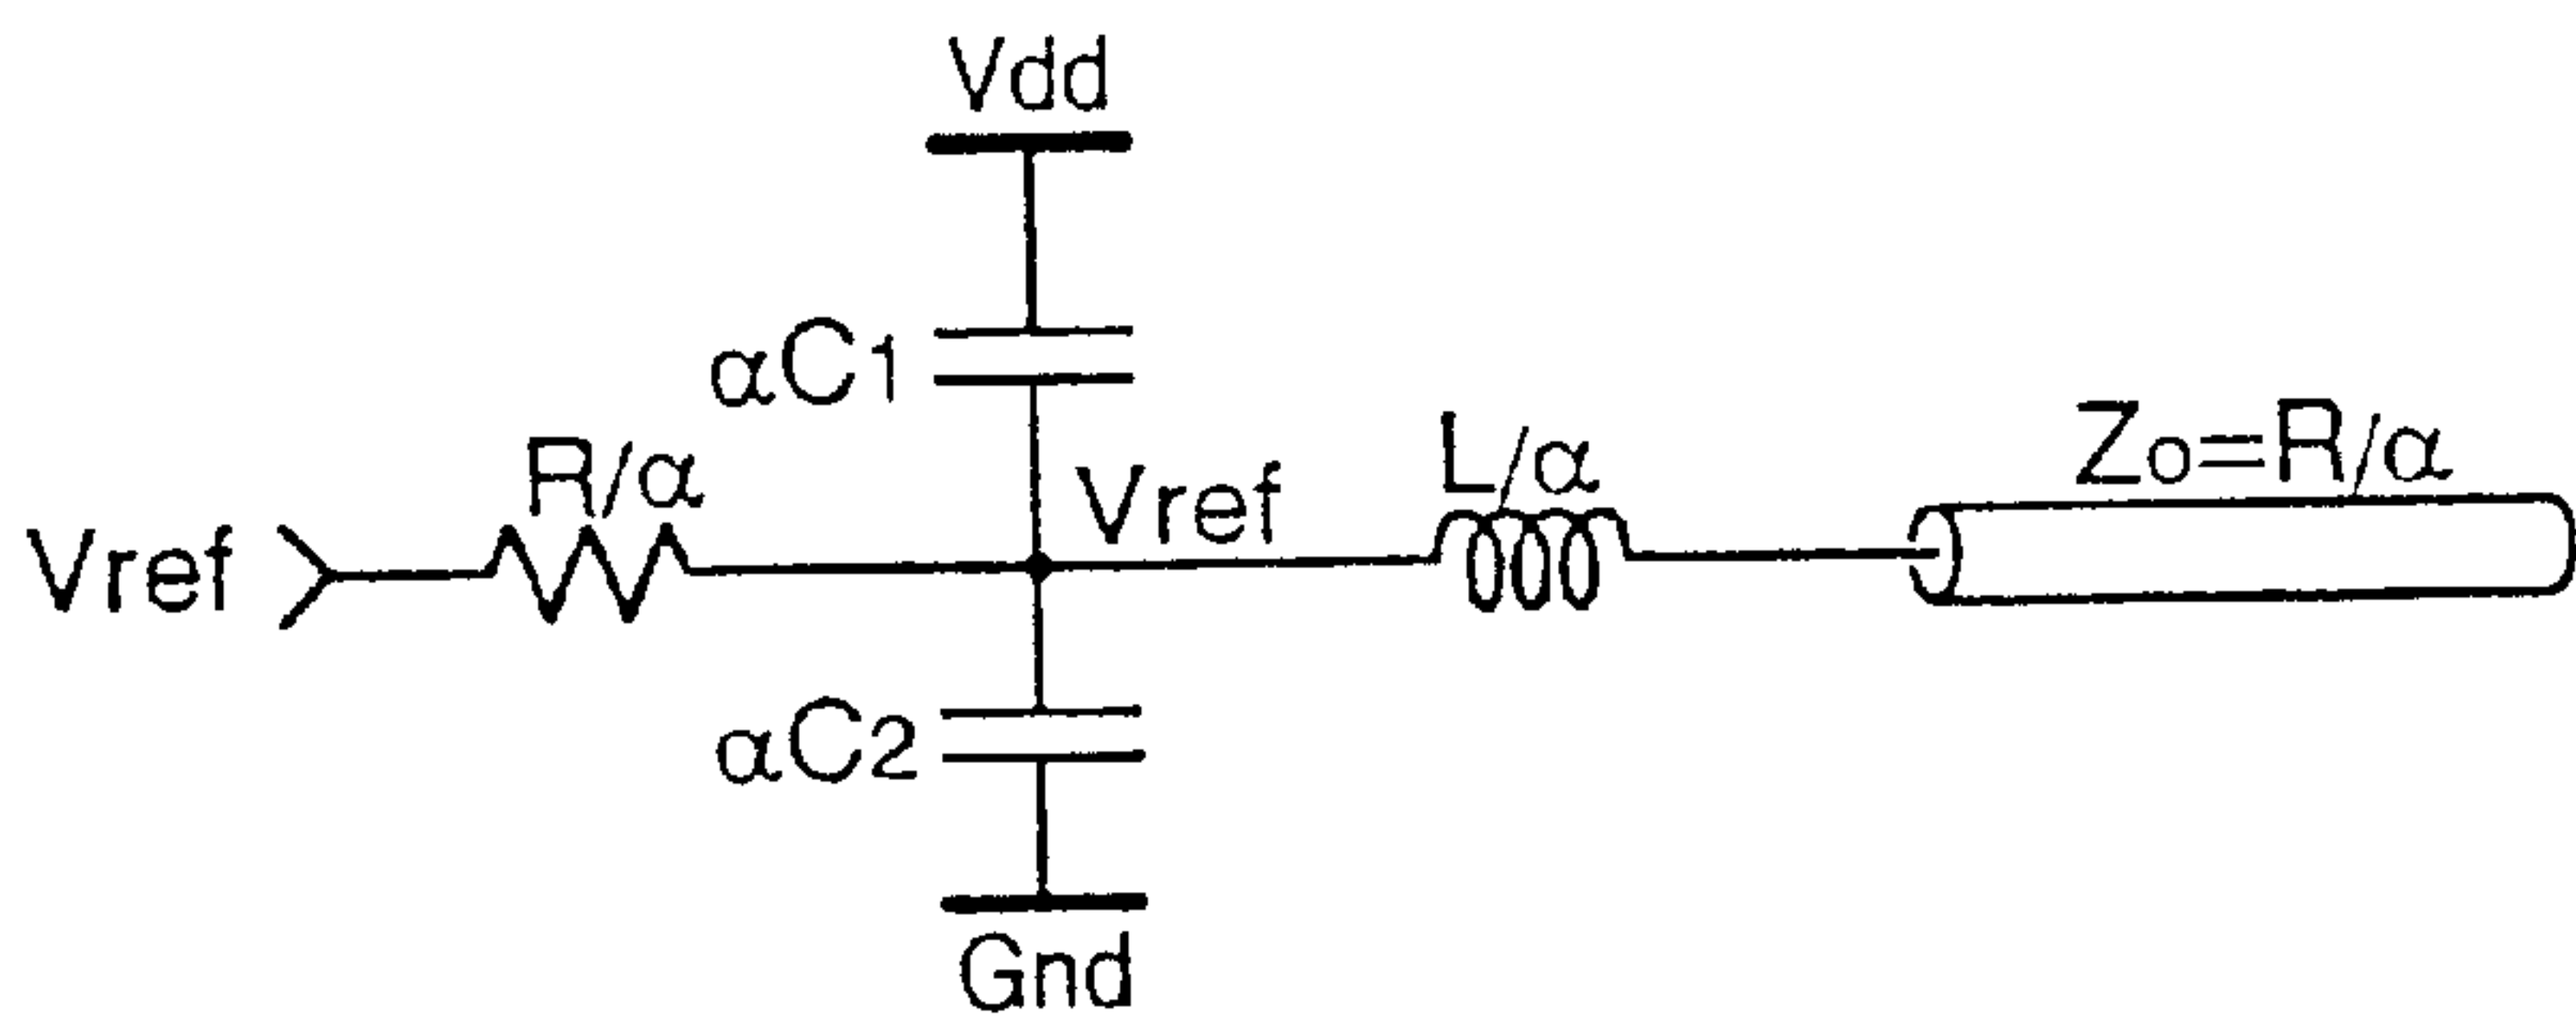 Vdd
αC1
R/α
Vref
Vref
L/α
Zo=R/α
αC2
Gnd